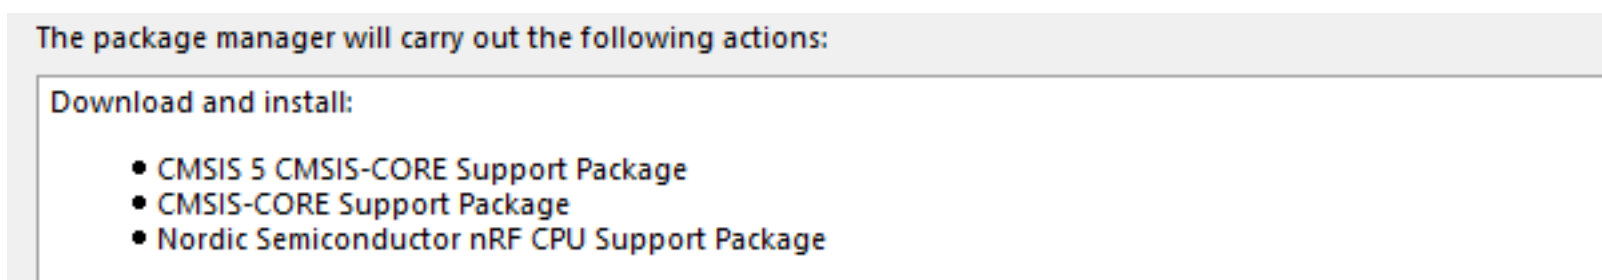 The package manager will carry out the following actions:
Download and install:
• CMSIS 5 CMSIS-CORE Support Package
• CMSIS-CORE Support Package
• Nordic Semiconductor nRF CPU Support Package